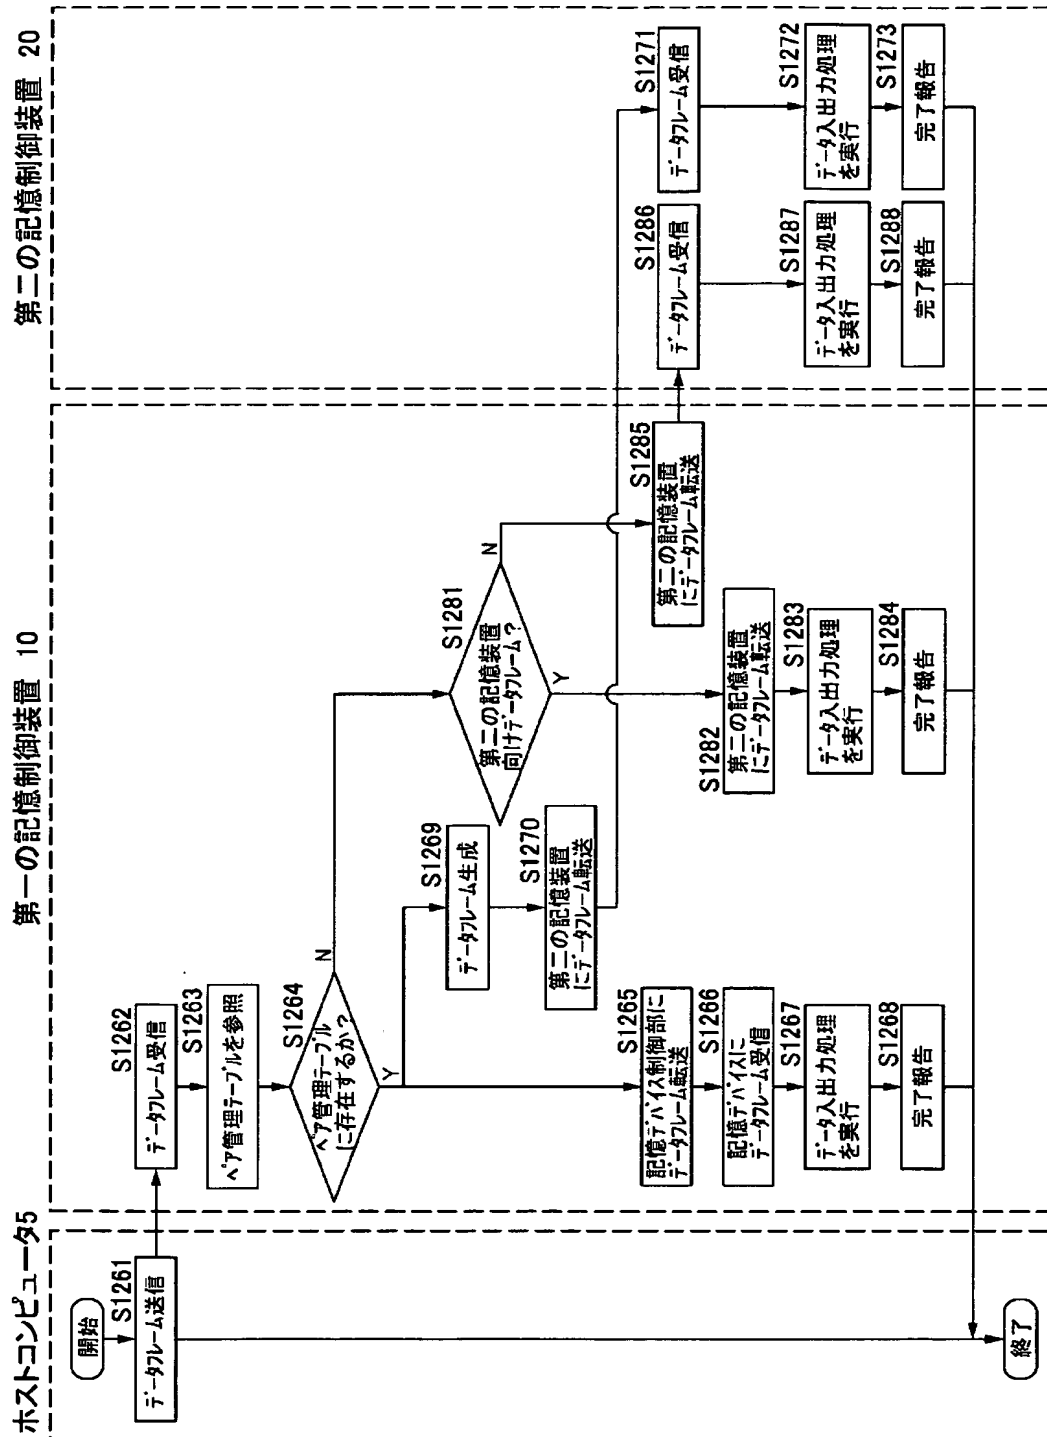 ホストコンピュータ5
開始
S1261
データフレーム送信
終了
第一の記憶制御装置 10
S1262
データフレーム受信
S1263
ペア管理テーブルを参照
S1264
ペア管理テーブル
に存在するか?
Y
N
S1265
記憶デバイス制御部に
データフレーム転送
S1266
記憶デバイスに
データフレーム受信
S1267
データ入出力処理
を実行
S1268
完了報告
S1269
データフレーム生成
S1270
第二の記憶装置
にデータフレーム転送
S1281
第二の記憶装置
向けデータフレーム?
Y
N
S1282
第二の記憶装置
にデータフレーム転送
S1283
データ入出力処理
を実行
S1284
完了報告
S1285
第二の記憶装置
にデータフレーム転送
第二の記憶制御装置 20
S1286
データフレーム受信
S1287
データ入出力処理
を実行
S1288
完了報告
S1271
データフレーム受信
S1272
データ入出力処理
を実行
S1273
完了報告